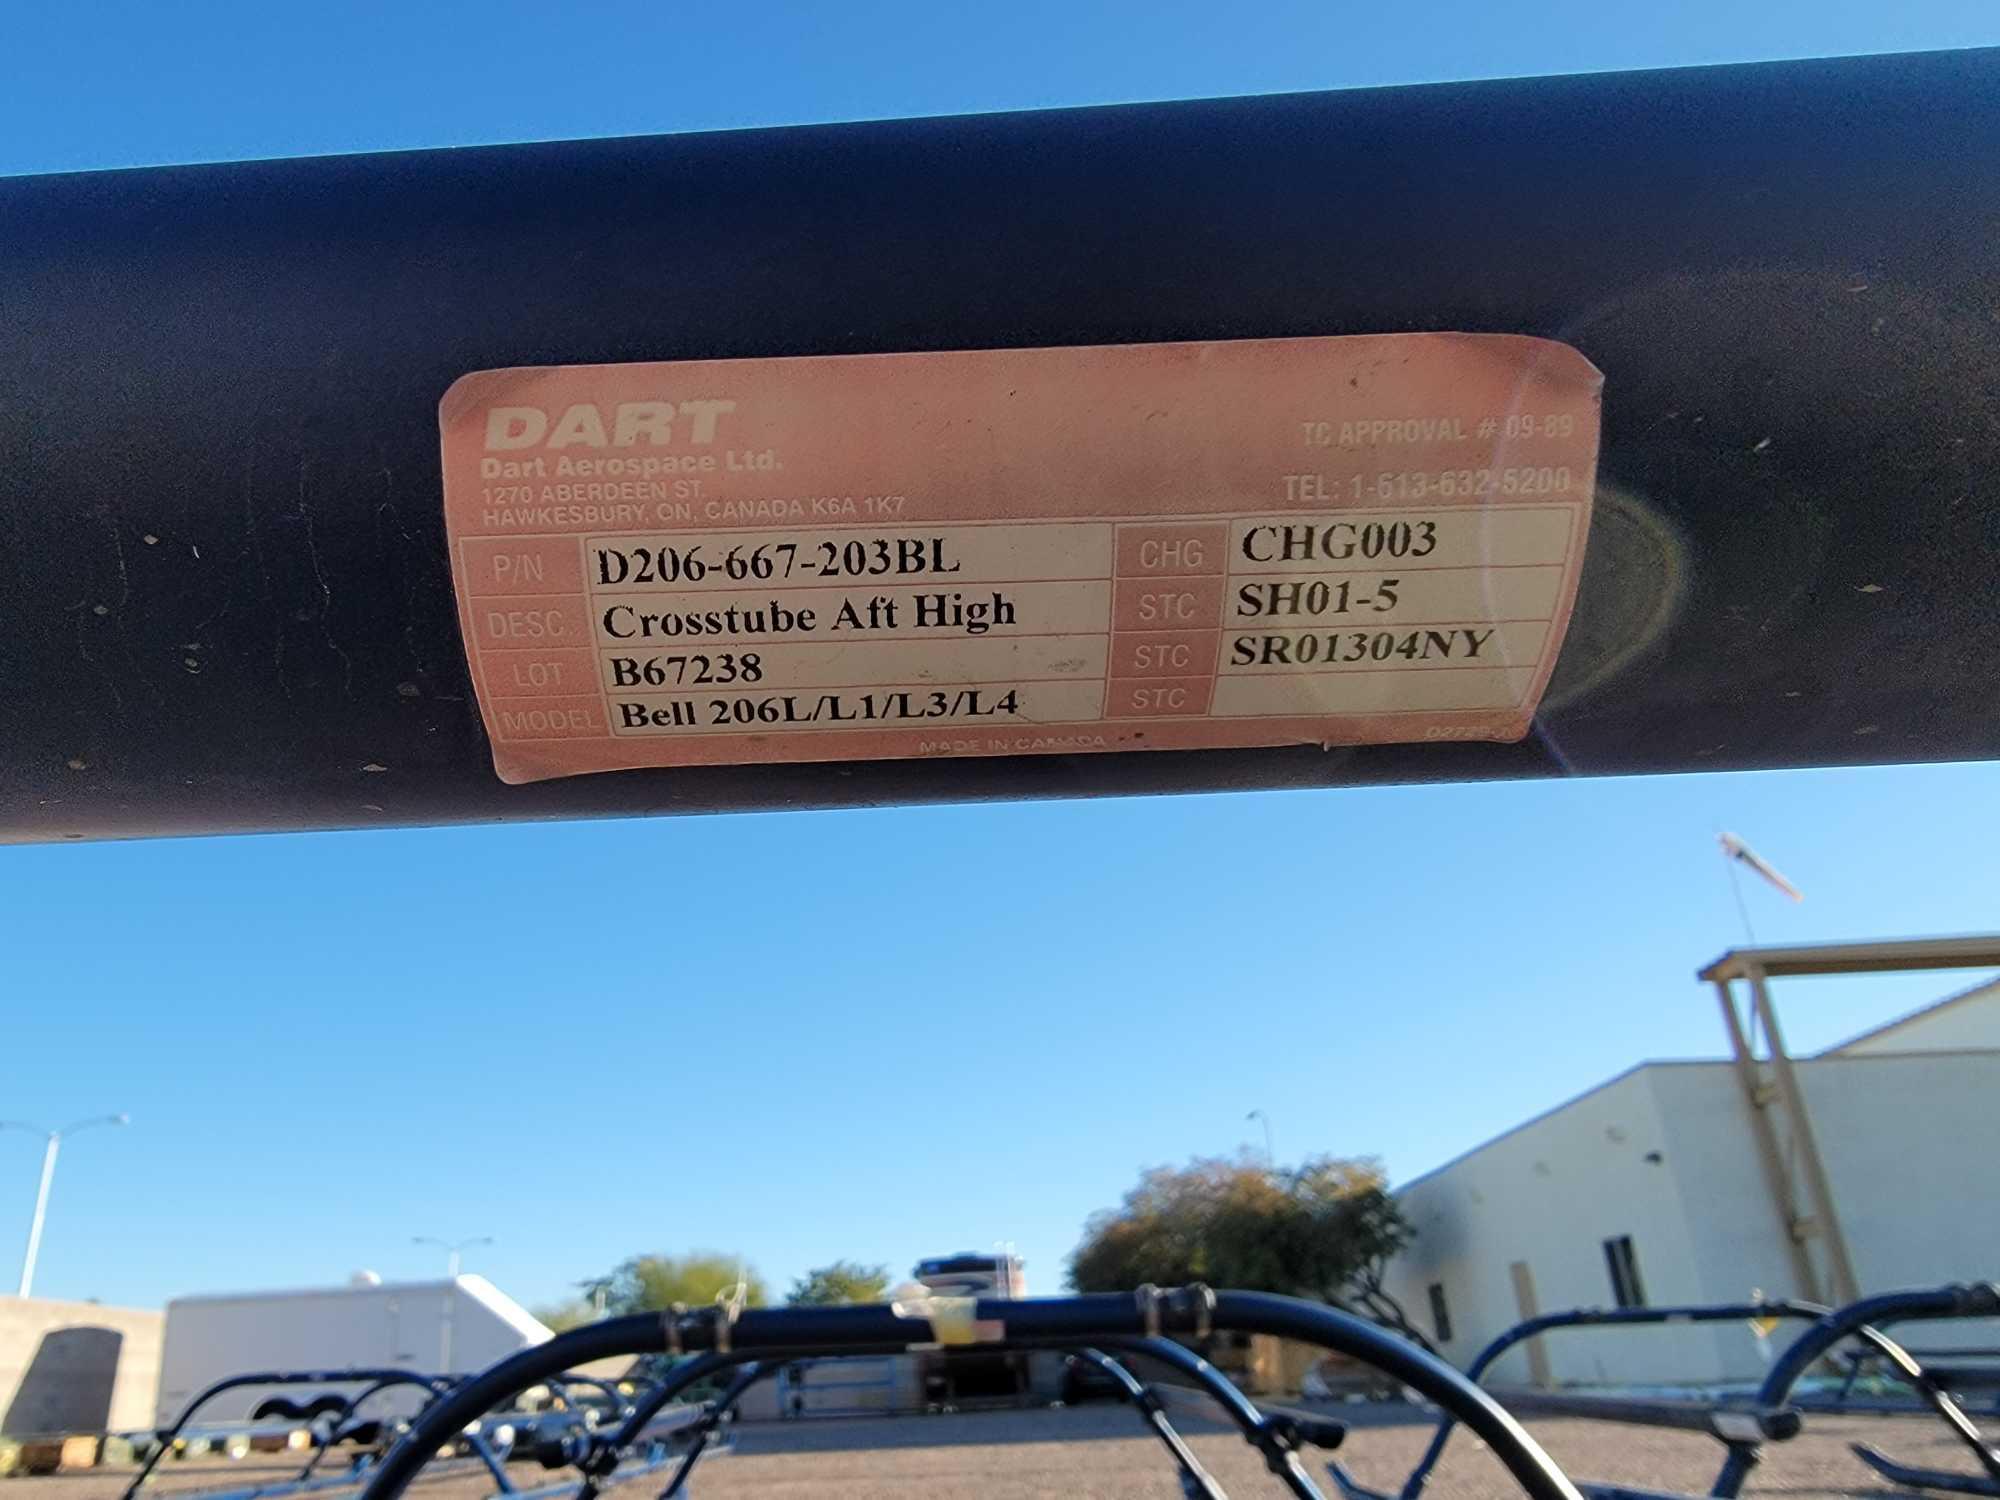 DART
Dart Aerospace Ltd.
1270 ABERDEEN ST.
HAWKESBURY, ON, CANADA K6A 1K7
TC APPROVAL # 09-89
TEL: 1-613-632-5200
P/N D206-667-203BL CHG CHG003
DESC. Crosstube Aft High STC SH01-5
LOT B67238 STC SR01304NY
MODEL Bell 206L/L1/L3/L4 STC
MADE IN CANADA